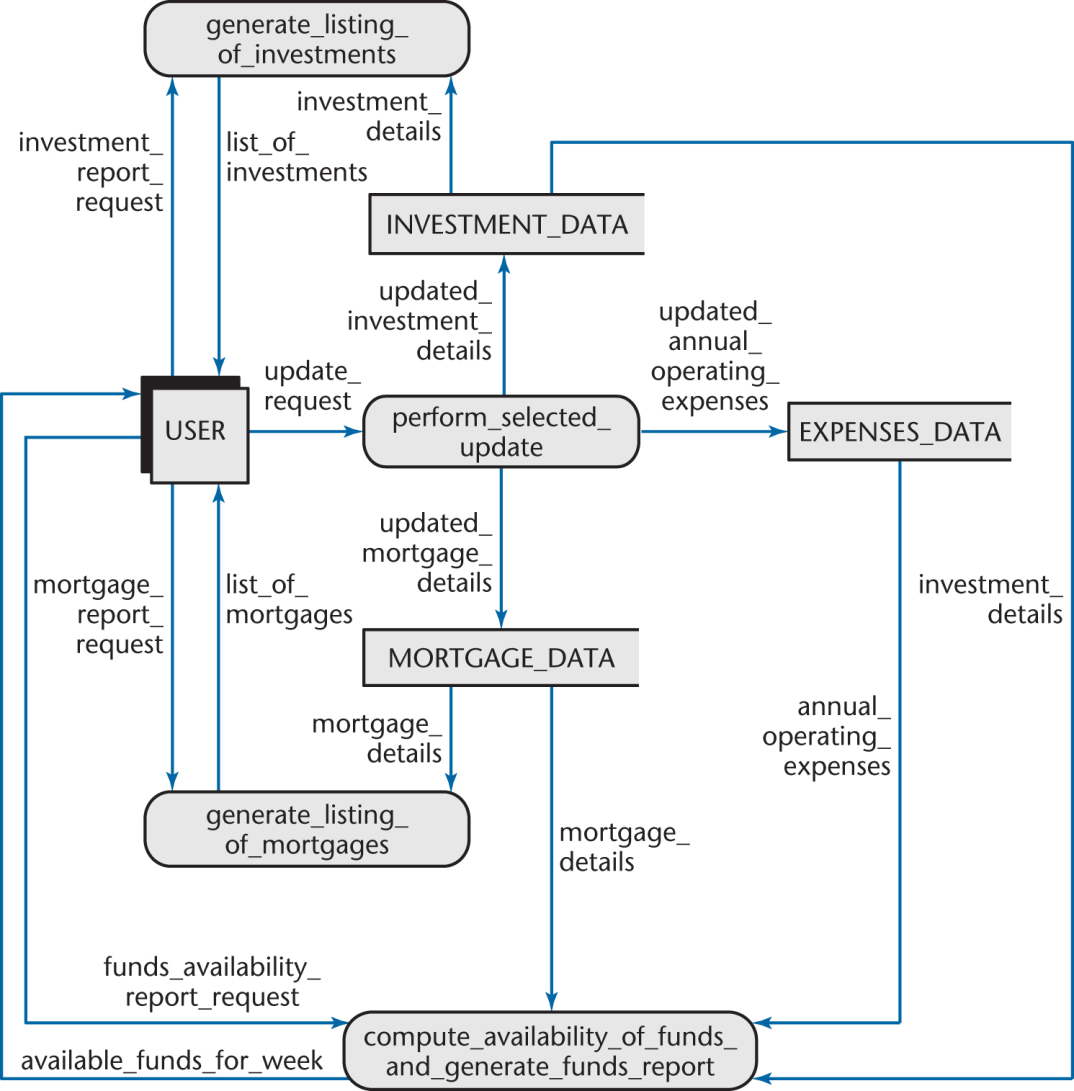 generate_listing_
of_investments
investment_
details
investment_
report_
request
list_of_
investments
INVESTMENT_DATA
updated_
investment_
details
updated_
annual_
operating_
expenses
update_
request
USER
perform_selected_
update
EXPENSES_DATA
updated_
mortgage_
details
mortgage_
report_
request
list_of_
mortgages
investment_
details
MORTGAGE_DATA
mortgage_
details
annual_
operating_
expenses
generate_listing_
of_mortgages
mortgage_
details
funds_availability_
report_request
compute_availability_of_funds_
and_generate_funds_report
available_funds_for_week